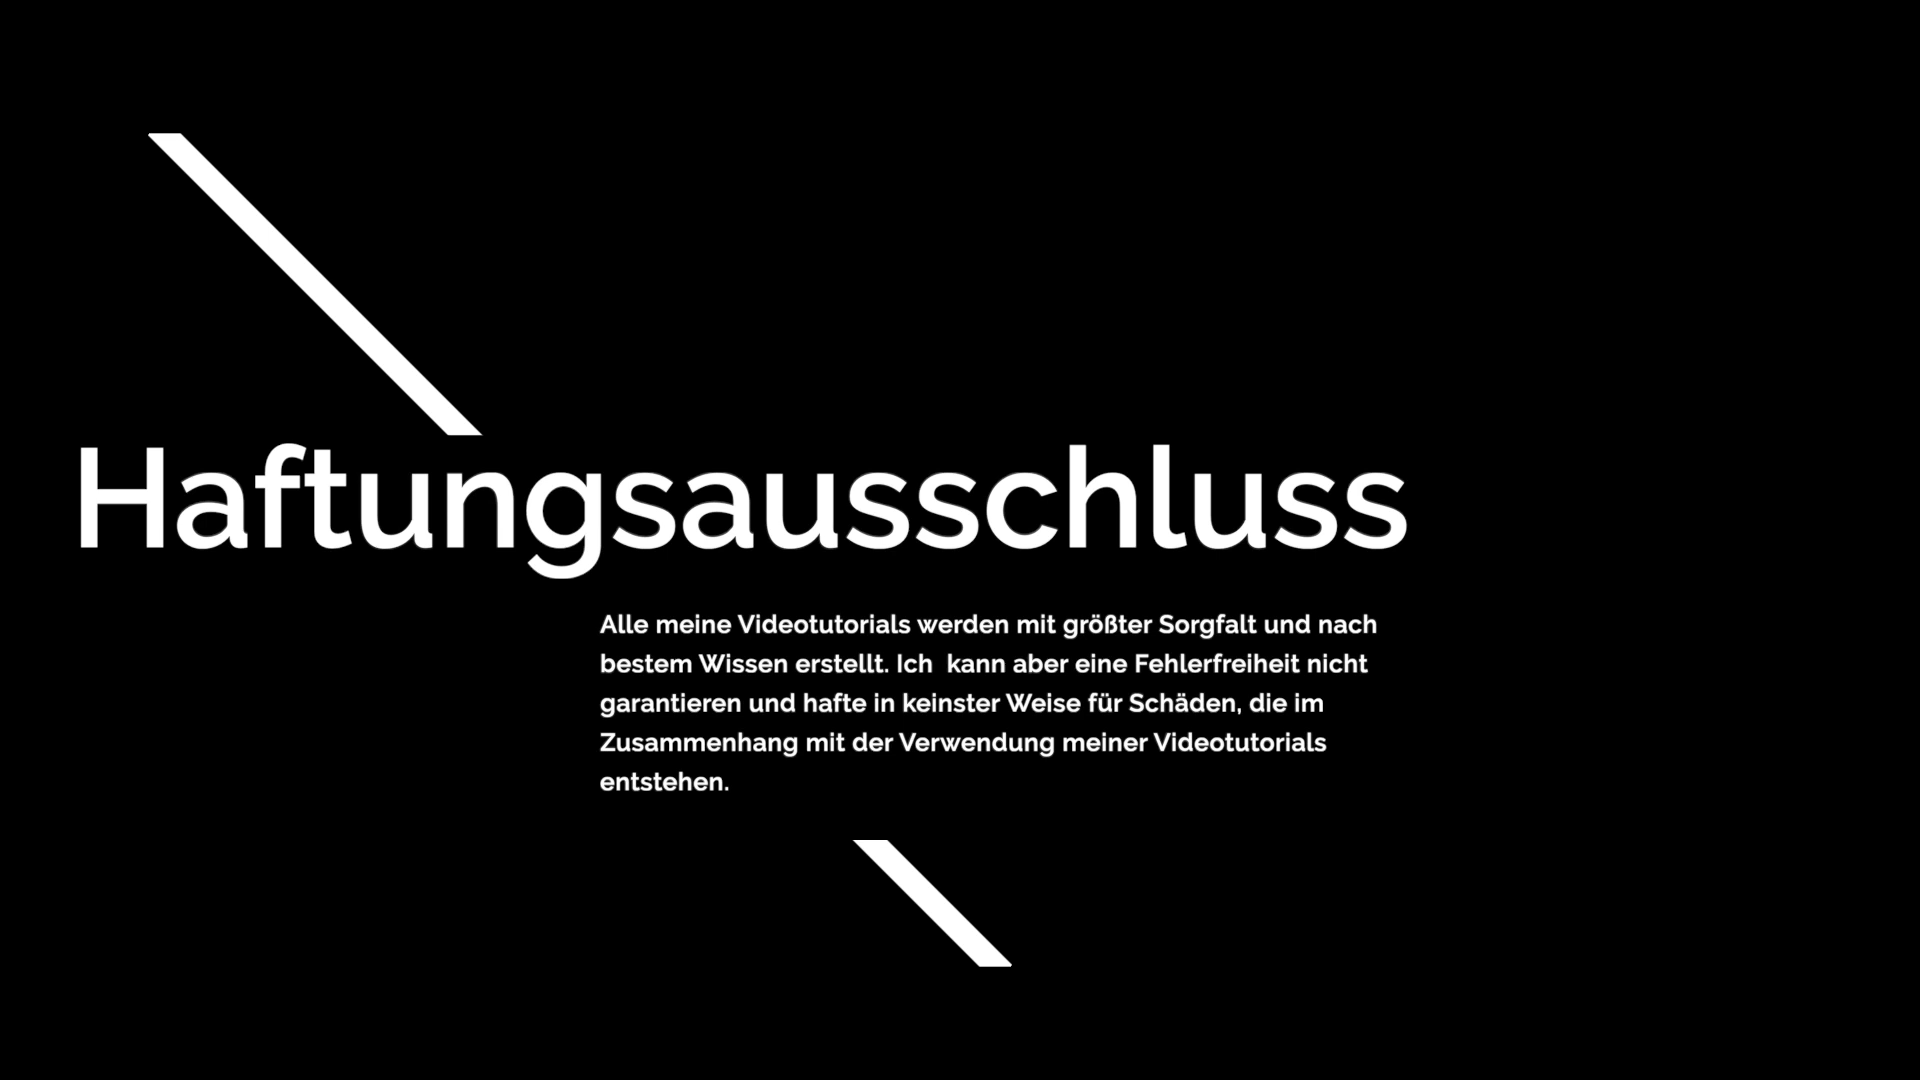 Haftungsausschluss
Alle meine Videotutorials werden mit größter Sorgfalt und nach
bestem Wissen erstellt. Ich  kann aber eine Fehlerfreiheit nicht
garantieren und hafte in keinster Weise für Schäden, die im
Zusammenhang mit der Verwendung meiner Videotutorials
entstehen.